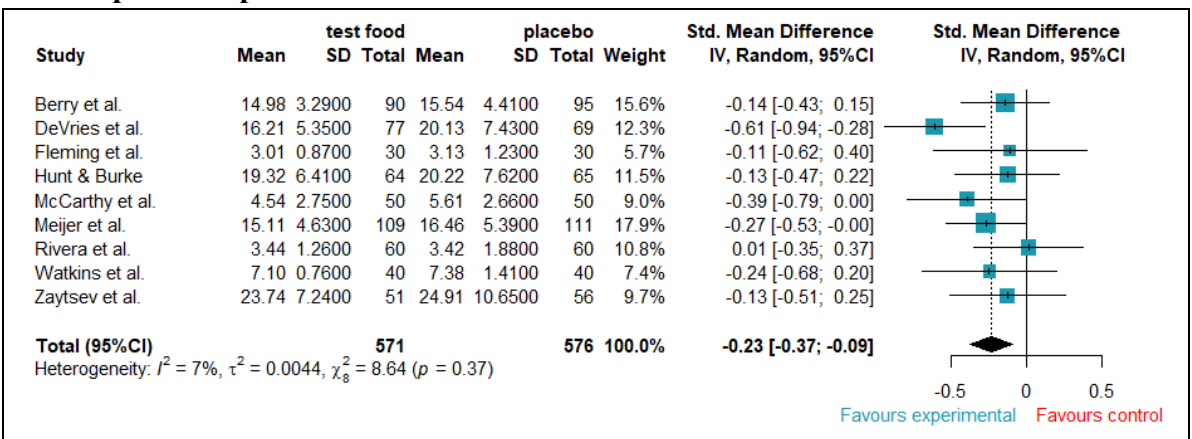 test food placebo Std. Mean Difference Std. Mean Difference
Study Mean SD Total Mean SD Total Weight IV, Random, 95%CI IV, Random, 95%CI
Berry et al. 14.98 3.2900 90 15.54 4.4100 95 15.6% -0.14 [-0.43; 0.15]
DeVries et al. 16.21 5.3500 77 20.13 7.4300 69 12.3% -0.61 [-0.94; -0.28]
Fleming et al. 3.01 0.8700 30 3.13 1.2300 30 5.7% -0.11 [-0.62; 0.40]
Hunt & Burke 19.32 6.4100 64 20.22 7.6200 65 11.5% -0.13 [-0.47; 0.22]
McCarthy et al. 4.54 2.7500 50 5.61 2.6600 50 9.0% -0.39 [-0.79; 0.00]
Meijer et al. 15.11 4.6300 109 16.46 5.3900 111 17.9% -0.27 [-0.53; -0.00]
Rivera et al. 3.44 1.2600 60 3.42 1.8800 60 10.8% 0.01 [-0.35; 0.37]
Watkins et al. 7.10 0.7600 40 7.38 1.4100 40 7.4% -0.24 [-0.68; 0.20]
Zaytsev et al. 23.74 7.2400 51 24.91 10.6500 56 9.7% -0.13 [-0.51; 0.25]
Total (95%CI) 571 576 100.0% -0.23 [-0.37; -0.09]
Heterogeneity: I² = 7%, τ² = 0.0044, χ²₈ = 8.64 (p = 0.37)
-0.5 0 0.5
Favours experimental Favours control